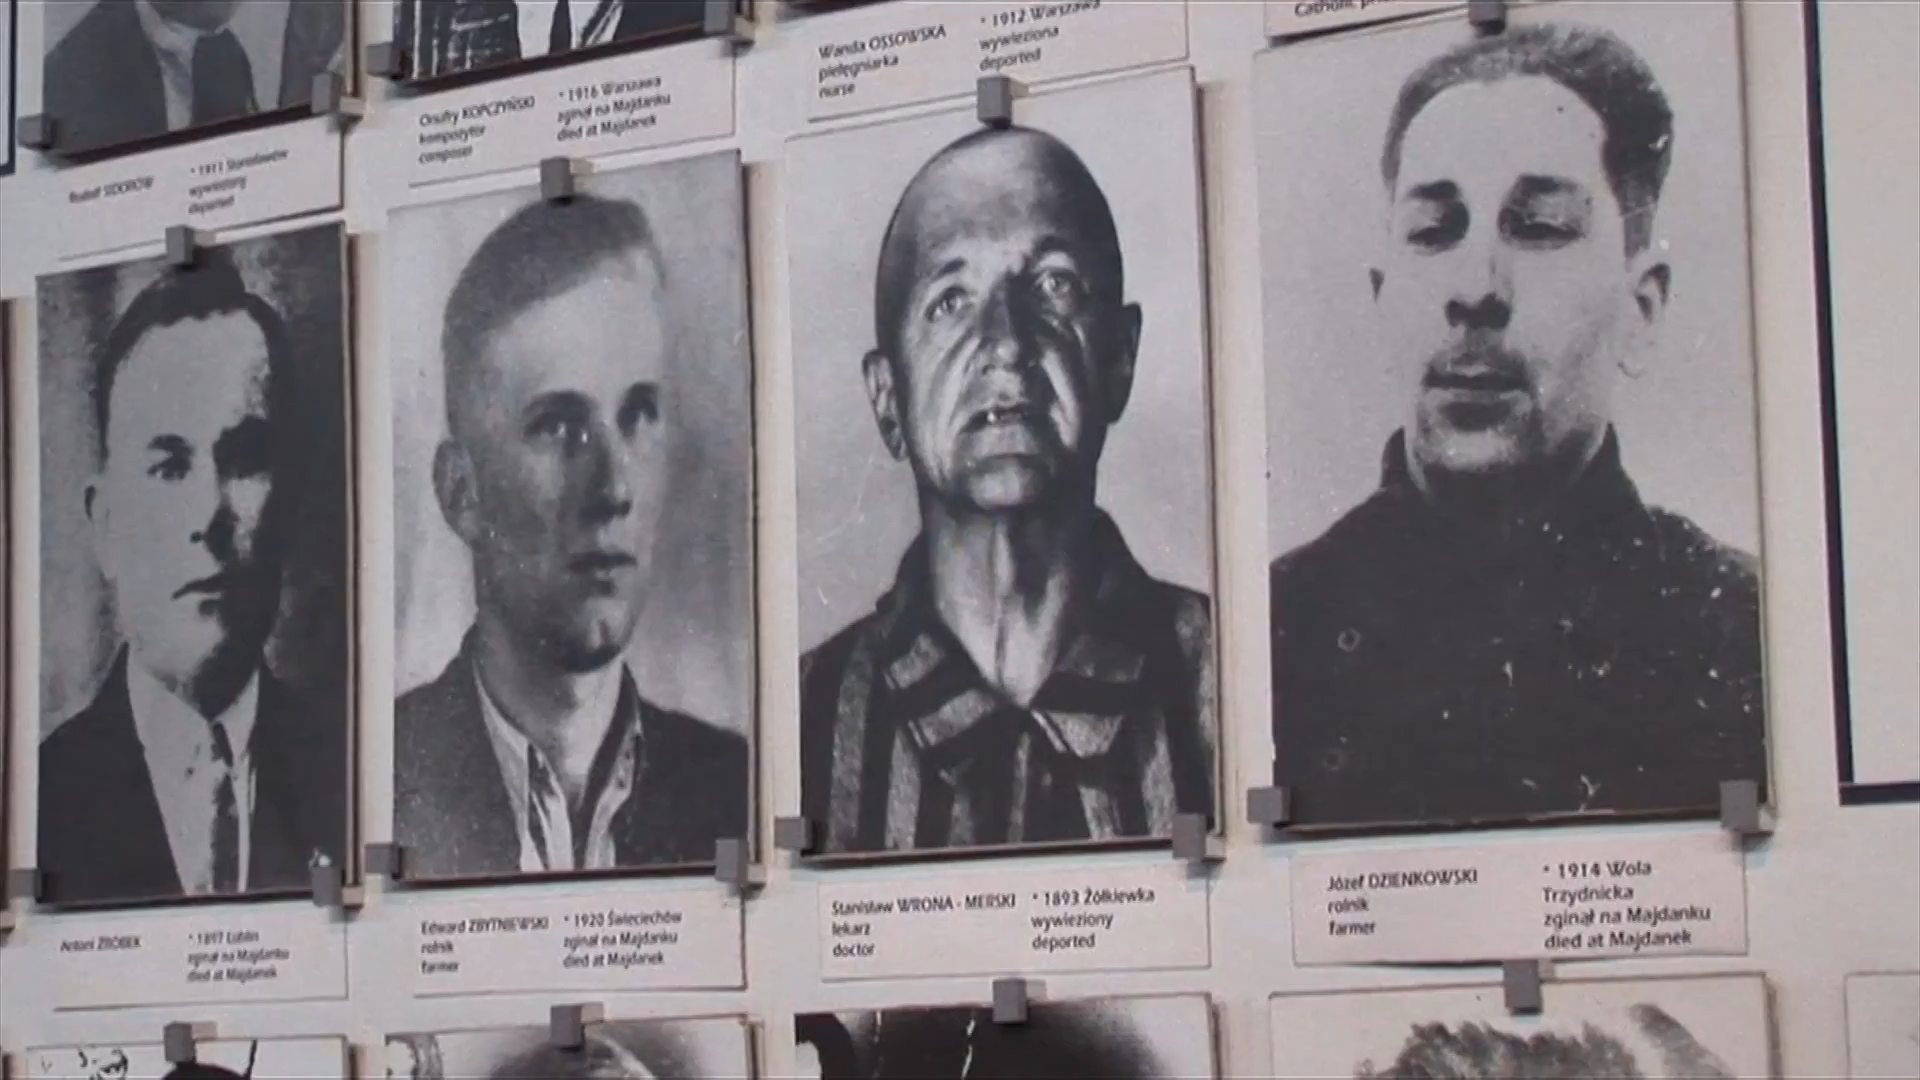 Wanda OSSOWSKA
pielęgniarka
nurse
* 1912 Warszawa
wywieziona
deported
Onufry KOPCZYŃSKI
kompozytor
composer
* 1916 Warszawa
zginął na Majdanku
died at Majdanek
* 1911 Stanisławów
wywieziony
deported
Antoni ŻRÓBEK
* 1897 Lublin
zginął na Majdanku
died at Majdanek
Edward ZBYTNIEWSKI
rolnik
farmer
* 1920 Świeciechów
zginął na Majdanku
died at Majdanek
Stanisław WRONA - MERSKI
lekarz
doctor
* 1893 Żółkiewka
wywieziony
deported
Józef DZIENKOWSKI
rolnik
farmer
* 1914 Wola
Trzydnicka
zginął na Majdanku
died at Majdanek